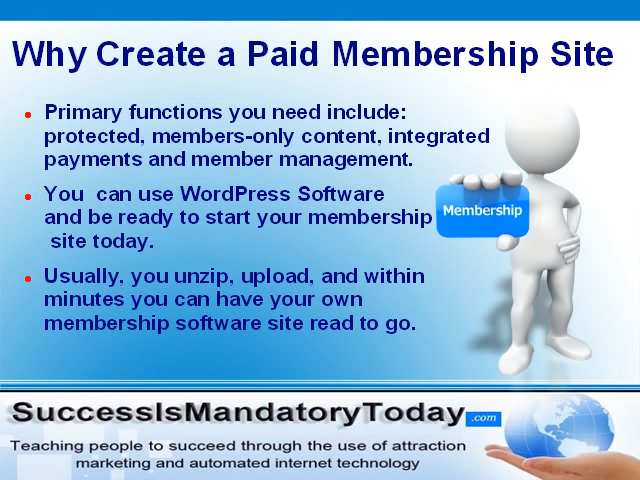 Why Create a Paid Membership Site
Primary functions you need include:
protected, members-only content, integrated
payments and member management.
You  can use WordPress Software
and be ready to start your membership
site today.
Usually, you unzip, upload, and within
minutes you can have your own
membership software site read to go.
Membership
SuccessIsMandatoryToday.com
Teaching people to succeed through the use of attraction
marketing and automated internet technology